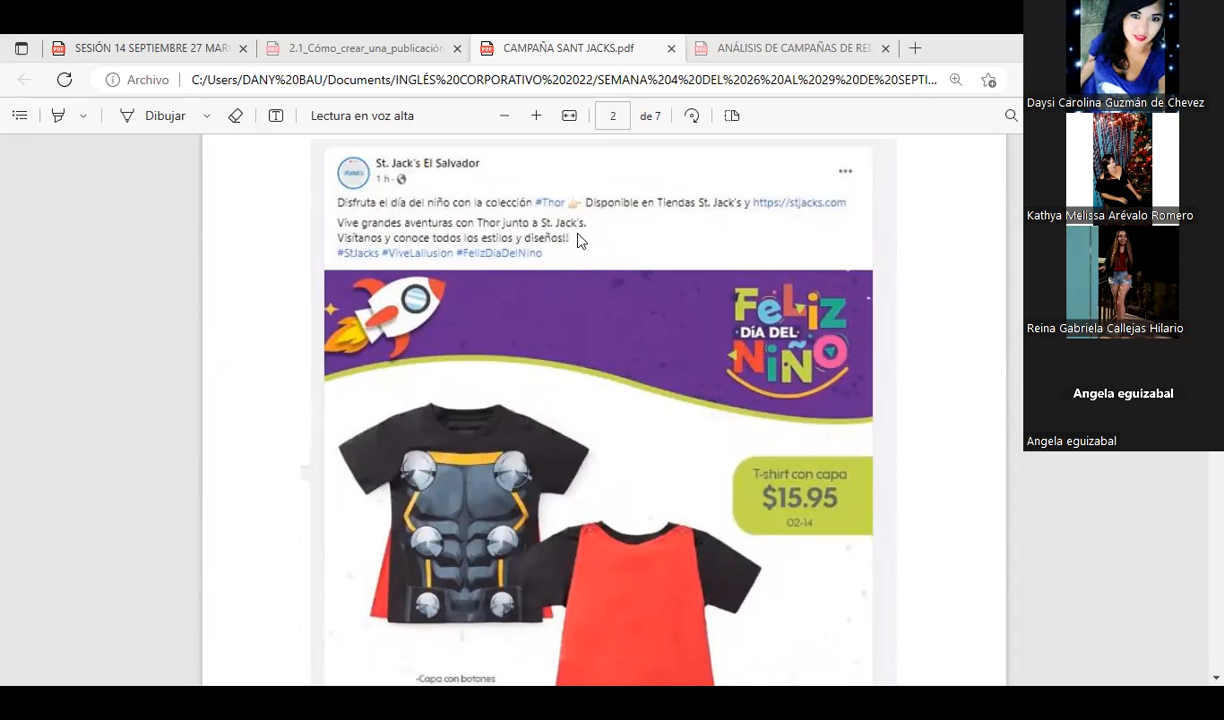 SESIÓN 14 SEPTIEMBRE 27 MAR
2.1_Cómo_crear_una_publicación
CAMPAÑA SANT JACKS.pdf
ANÁLISIS DE CAMPAÑAS DE RE
Archivo
C:/Users/DANY%20BAU/Documents/INGLÉS%20CORPORATIVO%202022/SEMANA%204%20DEL%2026%20AL%2029%20DE%20SEPTI...
Dibujar
Lectura en voz alta
2
de 7
St. Jack's El Salvador
1 h ·
Disfruta el día del niño con la colección #Thor 👉🏻 Disponible en Tiendas St. Jack's y https://stjacks.com
Vive grandes aventuras con Thor junto a St. Jack's.
Visítanos y conoce todos los estilos y diseños!!
#StJacks #ViveLaIlusion #FelizDiaDelNino
FELIZ
DÍA DEL
NIÑO
T-shirt con capa
$15.95
02-14
-Capa con botones
Daysi Carolina Guzmán de Chevez
Kathya Melissa Arévalo Romero
Reina Gabriela Callejas Hilario
Angela eguizabal
Angela eguizabal